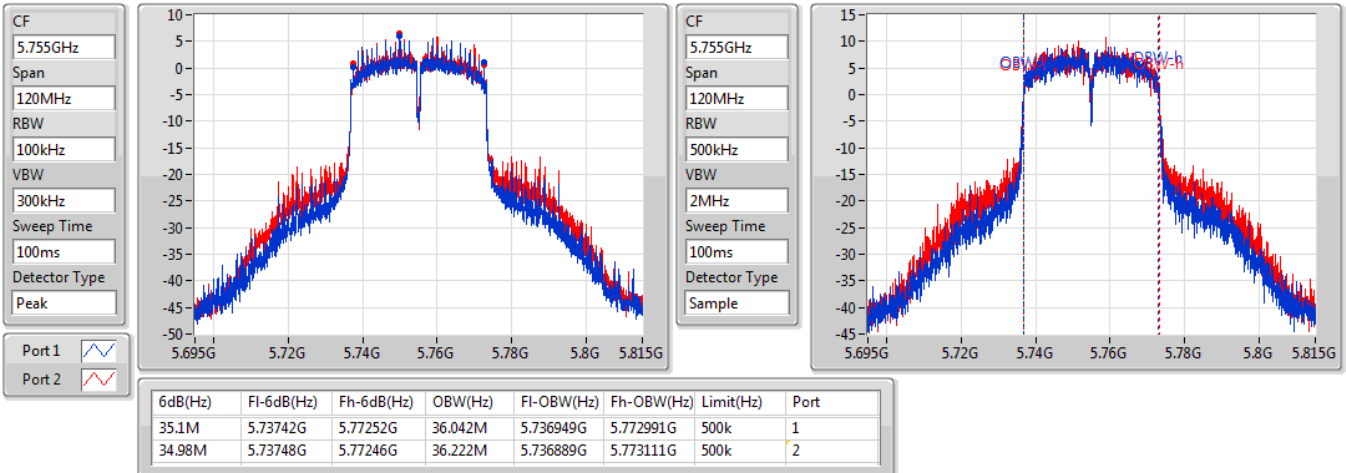 CF
5.755GHz
Span
120MHz
RBW
100kHz
VBW
300kHz
Sweep Time
100ms
Detector Type
Peak
Port 1
Port 2
10
5
0
-5
-10
-15
-20
-25
-30
-35
-40
-45
-50
5.695G 5.72G 5.74G 5.76G 5.78G 5.8G 5.815G
CF
5.755GHz
Span
120MHz
RBW
500kHz
VBW
2MHz
Sweep Time
100ms
Detector Type
Sample
15
10
5
0
-5
-10
-15
-20
-25
-30
-35
-40
-45
OBW-h
OBW-h
5.695G 5.72G 5.74G 5.76G 5.78G 5.8G 5.815G
6dB(Hz) Fl-6dB(Hz) Fh-6dB(Hz) OBW(Hz) Fl-OBW(Hz) Fh-OBW(Hz) Limit(Hz) Port
35.1M 5.73742G 5.77252G 36.042M 5.736949G 5.772991G 500k 1
34.98M 5.73748G 5.77246G 36.222M 5.736889G 5.773111G 500k 2